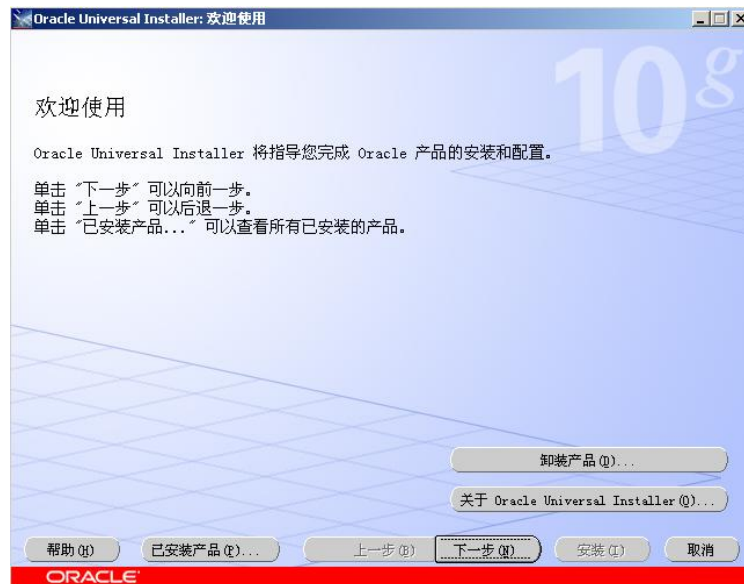 Oracle Universal Installer: 欢迎使用
10g
欢迎使用
Oracle Universal Installer 将指导您完成 Oracle 产品的安装和配置。
单击 "下一步" 可以向前一步。
单击 "上一步" 可以后退一步。
单击 "已安装产品..." 可以查看所有已安装的产品。
卸装产品(D)...
关于 Oracle Universal Installer(O)...
帮助(H) 已安装产品(P)... 上一步(B) 下一步(N) 安装(I) 取消
ORACLE